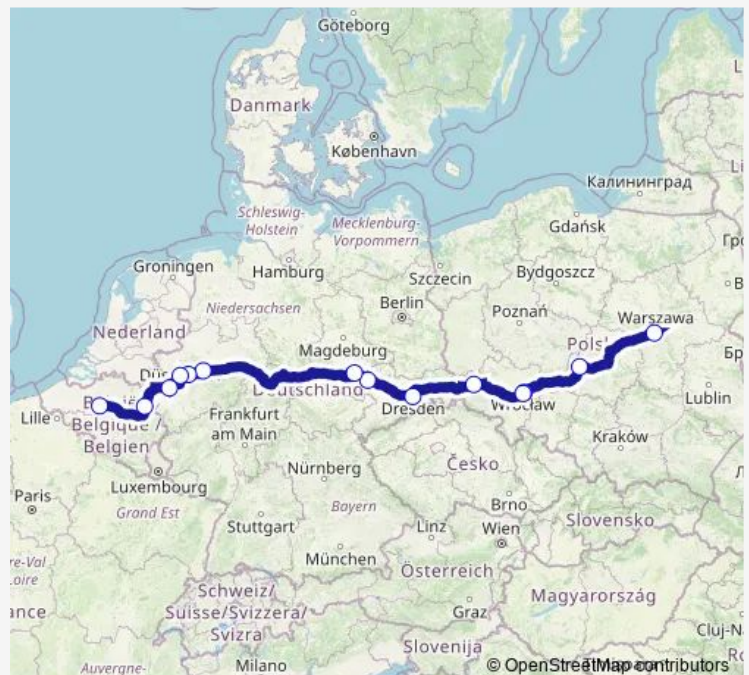 Göteborg
Danmark
København
Калининград
Schleswig-
Holstein
Mecklenburg-
Vorpommern
Gdańsk
Groningen
Hamburg
Szczecin
Bydgoszcz
Niedersachsen
Berlin
Poznań
Warszawa
Nederland
Magdeburg
Deutschland
Lille
Belgique /
Belgien
Dresden
Wrocław
Lublin
Frankfurt
am Main
Kraków
Luxembourg
Nürnberg
Česko
Paris
Grand Est
Brno
Slovensko
Stuttgart
Bayern
Linz
Wien
München
Österreich
Magyarország
Schweiz/
Suisse/Svizzera/
Svizra
Graz
Slovenija
Cluj-N
Auvergne-
Milano
© OpenStreetMap contributors